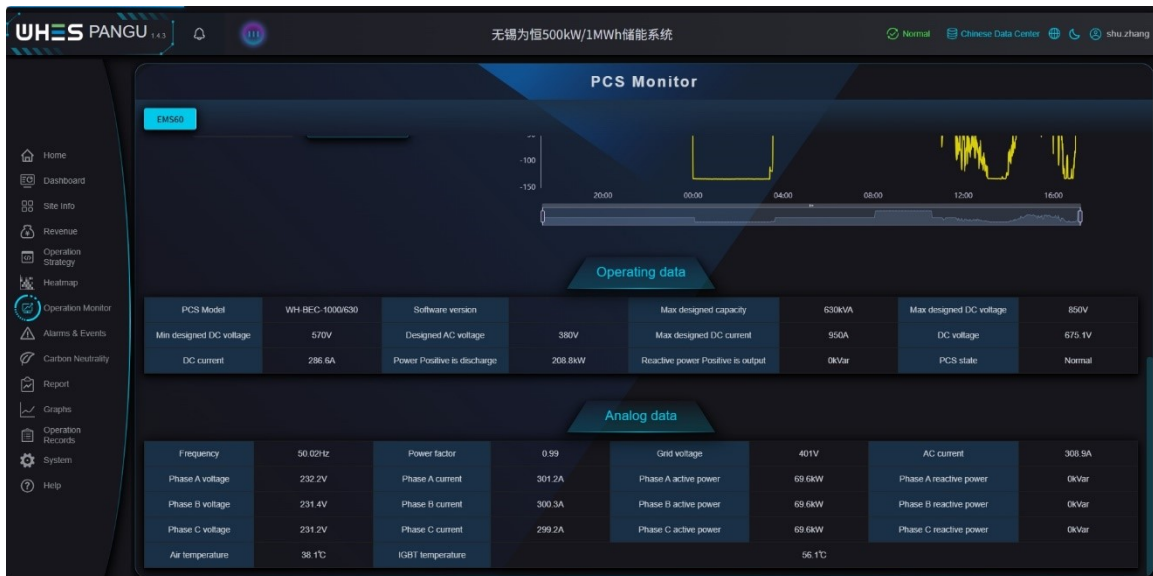 WHES PANGU 1.4.3
无锡为恒500kW/1MWh储能系统
Normal
Chinese Data Center
shu.zhang
PCS Monitor
EMS60
Home
Dashboard
Site Info
Revenue
Operation
Strategy
Heatmap
Operation Monitor
Alarms & Events
Carbon Neutrality
Report
Graphs
Operation
Records
System
Help
-100
-150
20:00 00:00 04:00 08:00 12:00 16:00
Operating data
PCS Model WH-BEC-1000/630 Software version Max designed capacity 630kVA Max designed DC voltage 850V
Min designed DC voltage 570V Designed AC voltage 380V Max designed DC current 950A DC voltage 675.1V
DC current 286.6A Power Positive is discharge 208.8kW Reactive power Positive is output 0kVar PCS state Normal
Analog data
Frequency 50.02Hz Power factor 0.99 Grid voltage 401V AC current 308.9A
Phase A voltage 232.2V Phase A current 301.2A Phase A active power 69.6kW Phase A reactive power 0kVar
Phase B voltage 231.4V Phase B current 300.3A Phase B active power 69.6kW Phase B reactive power 0kVar
Phase C voltage 231.2V Phase C current 299.2A Phase C active power 69.6kW Phase C reactive power 0kVar
Air temperature 38.1℃ IGBT temperature 56.1℃